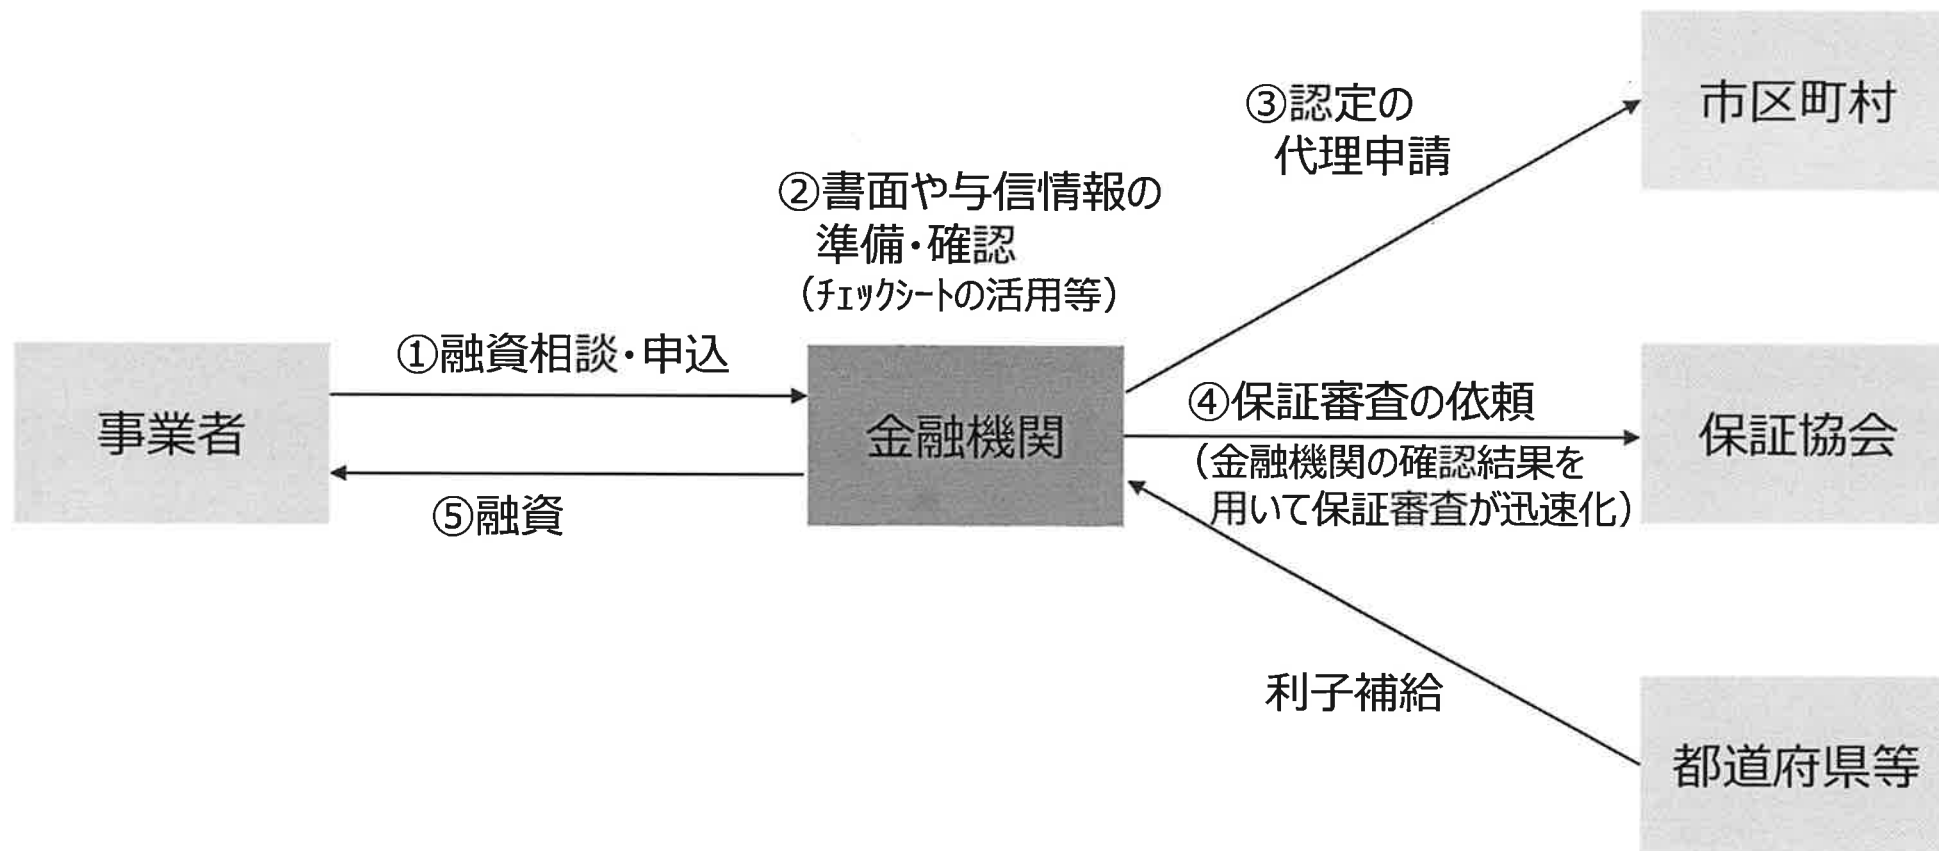 市区町村
③認定の
代理申請
②書面や与信情報の
準備・確認
（ﾁｪｯｸｼｰﾄの活用等）
①融資相談・申込
事業者
金融機関
④保証審査の依頼
保証協会
（金融機関の確認結果を
用いて保証審査が迅速化）
⑤融資
利子補給
都道府県等